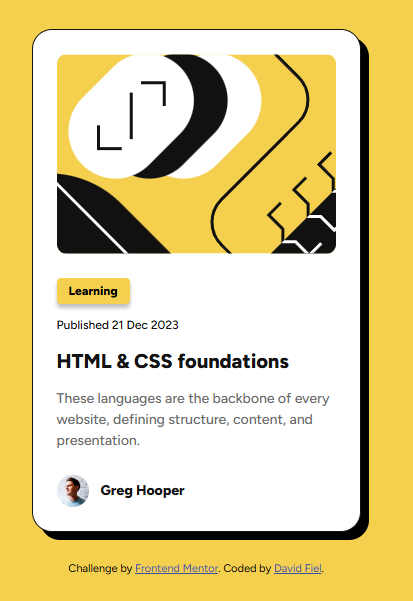 Learning
Published 21 Dec 2023
HTML & CSS foundations
These languages are the backbone of every
website, defining structure, content, and
presentation.
Greg Hooper
Challenge by Frontend Mentor. Coded by David Fiel.